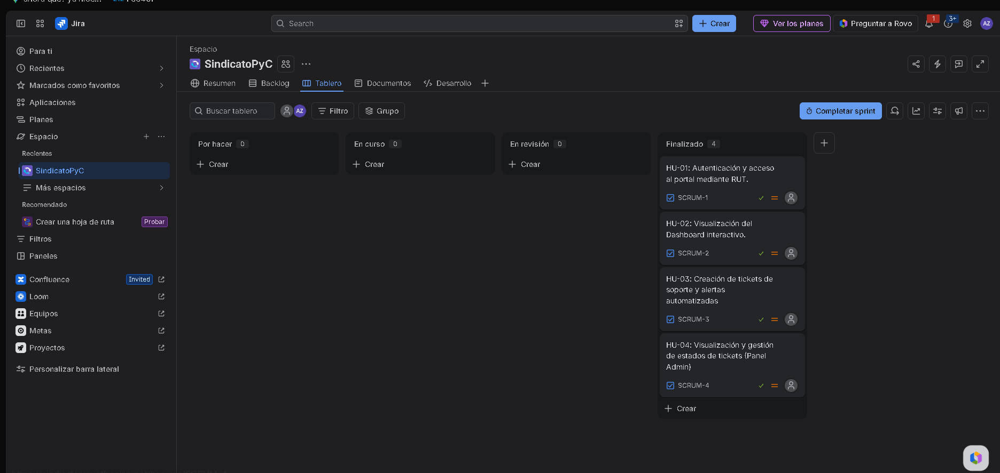 Jira
Search
Crear
Ver los planes
Preguntar a Rovo
1
3+
AZ
Para ti
Recientes
Marcados como favoritos
Aplicaciones
Planes
Espacio
Recientes
SindicatoPyC
Más espacios
Recomendado
Crear una hoja de ruta Probar
Filtros
Paneles
Confluence Invited
Loom
Equipos
Metas
Proyectos
Personalizar barra lateral
Espacio
SindicatoPyC
Resumen Backlog Tablero Documentos Desarrollo
Buscar tablero AZ Filtro Grupo Completar sprint
Por hacer 0
Crear
En curso 0
Crear
En revisión 0
Crear
Finalizado 4
HU-01: Autenticación y acceso
al portal mediante RUT.
SCRUM-1
HU-02: Visualización del
Dashboard interactivo.
SCRUM-2
HU-03: Creación de tickets de
soporte y alertas
automatizadas
SCRUM-3
HU-04: Visualización y gestión
de estados de tickets (Panel
Admin)
SCRUM-4
Crear